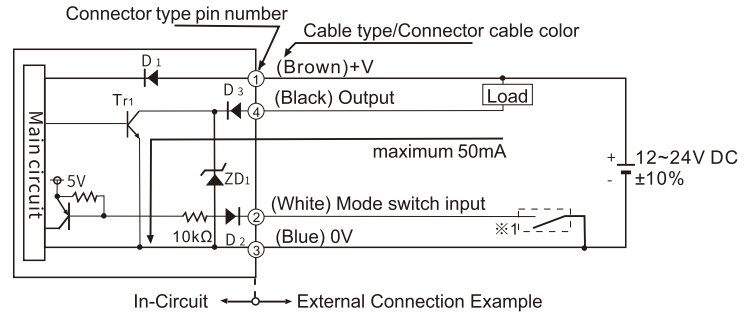 Connector type pin number
Cable type/Connector cable color
D1
1
(Brown)+V
Tr1
D3
4
(Black) Output
Load
Main circuit
maximum 50mA
+
12~24V DC
-
±10%
5V
ZD1
(White) Mode switch input
2
※1
10kΩ
D2
3
(Blue) 0V
In-Circuit
External Connection Example